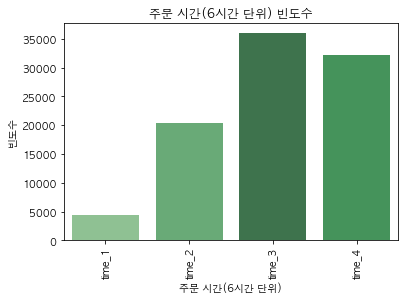 주문 시간(6시간 단위) 빈도수
35000
30000
25000
20000
15000
10000
5000
0
빈도수
time_1
time_2
time_3
time_4
주문 시간(6시간 단위)